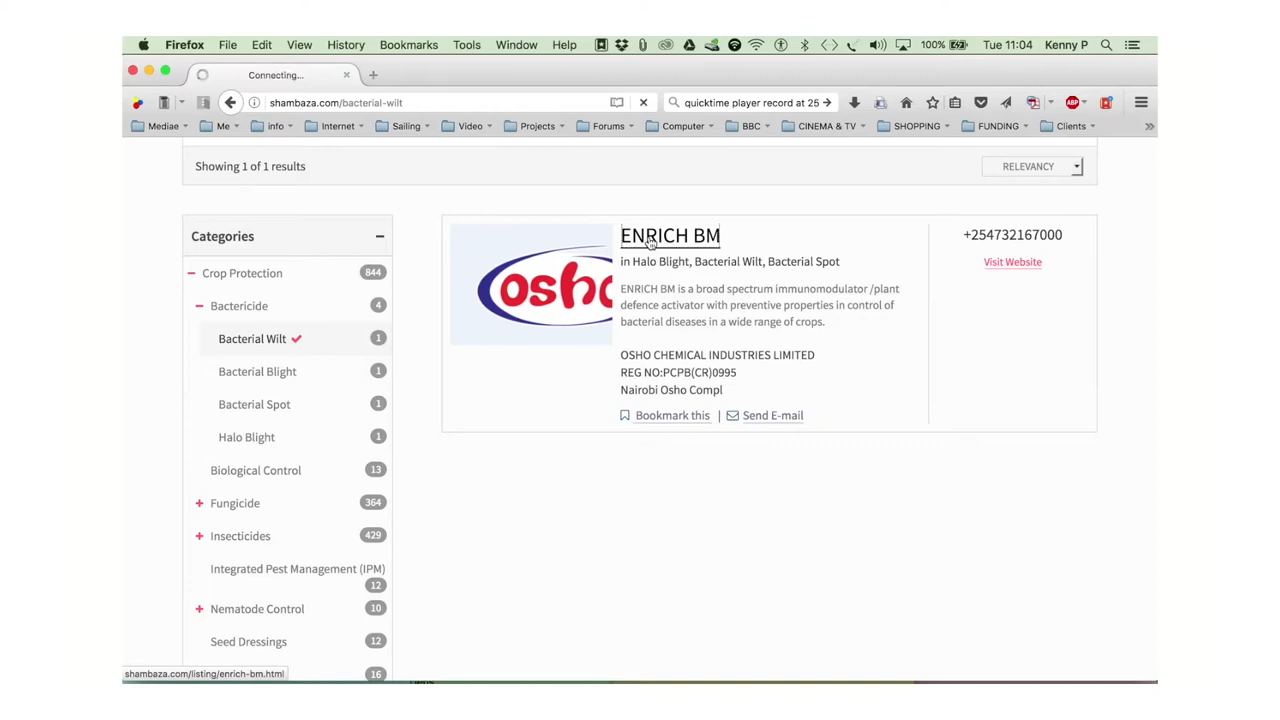 Firefox File Edit View History Bookmarks Tools Window Help 100% Tue 11:04 Kenny P
Connecting...
shambaza.com/bacterial-wilt quicktime player record at 25
Mediae Me info Internet Sailing Video Projects Forums Computer BBC CINEMA & TV SHOPPING FUNDING Clients
Showing 1 of 1 results
RELEVANCY
Categories
Crop Protection 844
Bactericide 4
Bacterial Wilt 1
Bacterial Blight 1
Bacterial Spot 1
Halo Blight 1
Biological Control 13
Fungicide 364
Insecticides 429
Integrated Pest Management (IPM)
12
Nematode Control 10
Seed Dressings 12
16
osho
ENRICH BM
in Halo Blight, Bacterial Wilt, Bacterial Spot
ENRICH BM is a broad spectrum immunomodulator /plant
defence activator with preventive properties in control of
bacterial diseases in a wide range of crops.
OSHO CHEMICAL INDUSTRIES LIMITED
REG NO:PCPB(CR)0995
Nairobi Osho Compl
Bookmark this | Send E-mail
+254732167000
Visit Website
shambaza.com/listing/enrich-bm.html